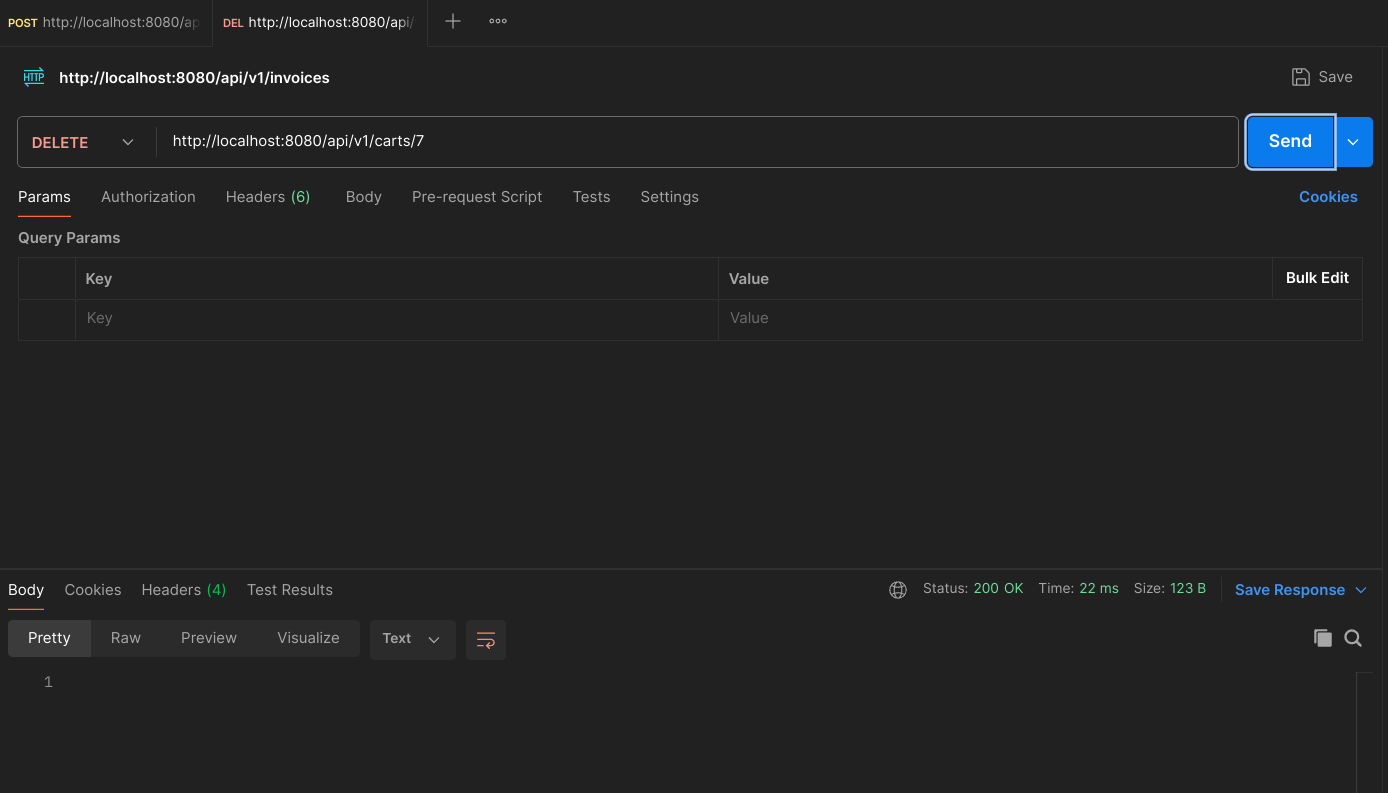 POST http://localhost:8080/ap
DEL http://localhost:8080/api/
HTTP http://localhost:8080/api/v1/invoices Save
DELETE http://localhost:8080/api/v1/carts/7 Send
Params Authorization Headers (6) Body Pre-request Script Tests Settings Cookies
Query Params
Key Value Bulk Edit
Key Value
Body Cookies Headers (4) Test Results Status: 200 OK Time: 22 ms Size: 123 B Save Response
Pretty Raw Preview Visualize Text
1